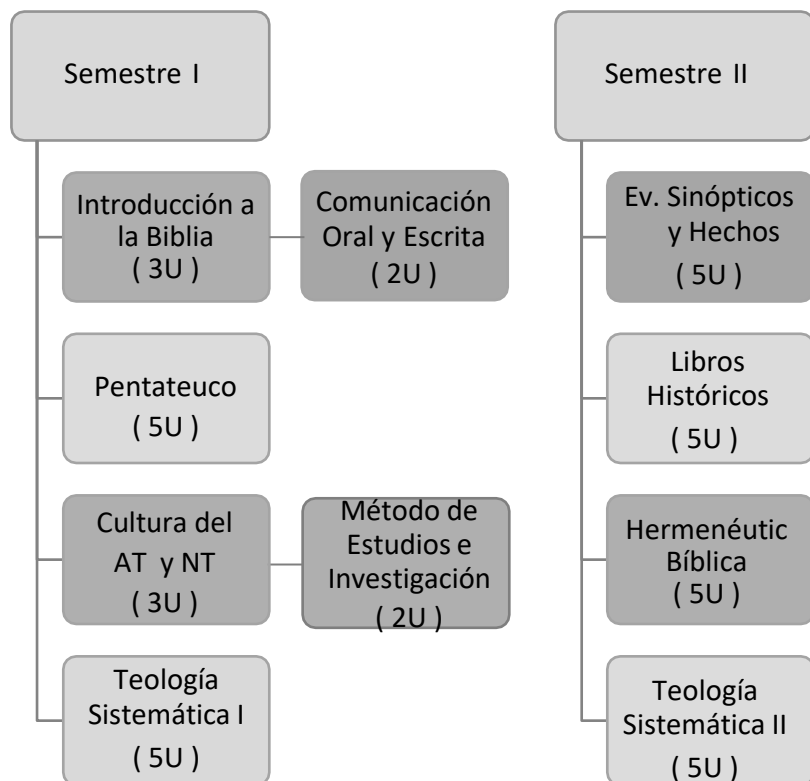 Semestre I
Introducción a
la Biblia
( 3U )
Comunicación
Oral y Escrita
( 2U )
Pentateuco
( 5U )
Cultura del
AT y NT
( 3U )
Método de
Estudios e
Investigación
( 2U )
Teología
Sistemática I
( 5U )
Semestre II
Ev. Sinópticos
y Hechos
( 5U )
Libros
Históricos
( 5U )
Hermenéutic
Bíblica
( 5U )
Teología
Sistemática II
( 5U )